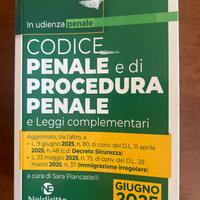 In udienza penale
CODICE
PENALE e di
PROCEDURA
PENALE
e Leggi complementari
Aggiornato, tra l'altro, a
• L. 9 giugno 2025, n. 80, di conv. del D.L. 11 aprile
2025, n. 48 (c.d. Decreto Sicurezza)
• L. 23 maggio 2025, n. 75, di conv. del D.L. 28
marzo 2025, n. 37 (Immigrazione irregolare)
a cura di Sara Piancastelli
NE
Neldiritto
GIUGNO
2025